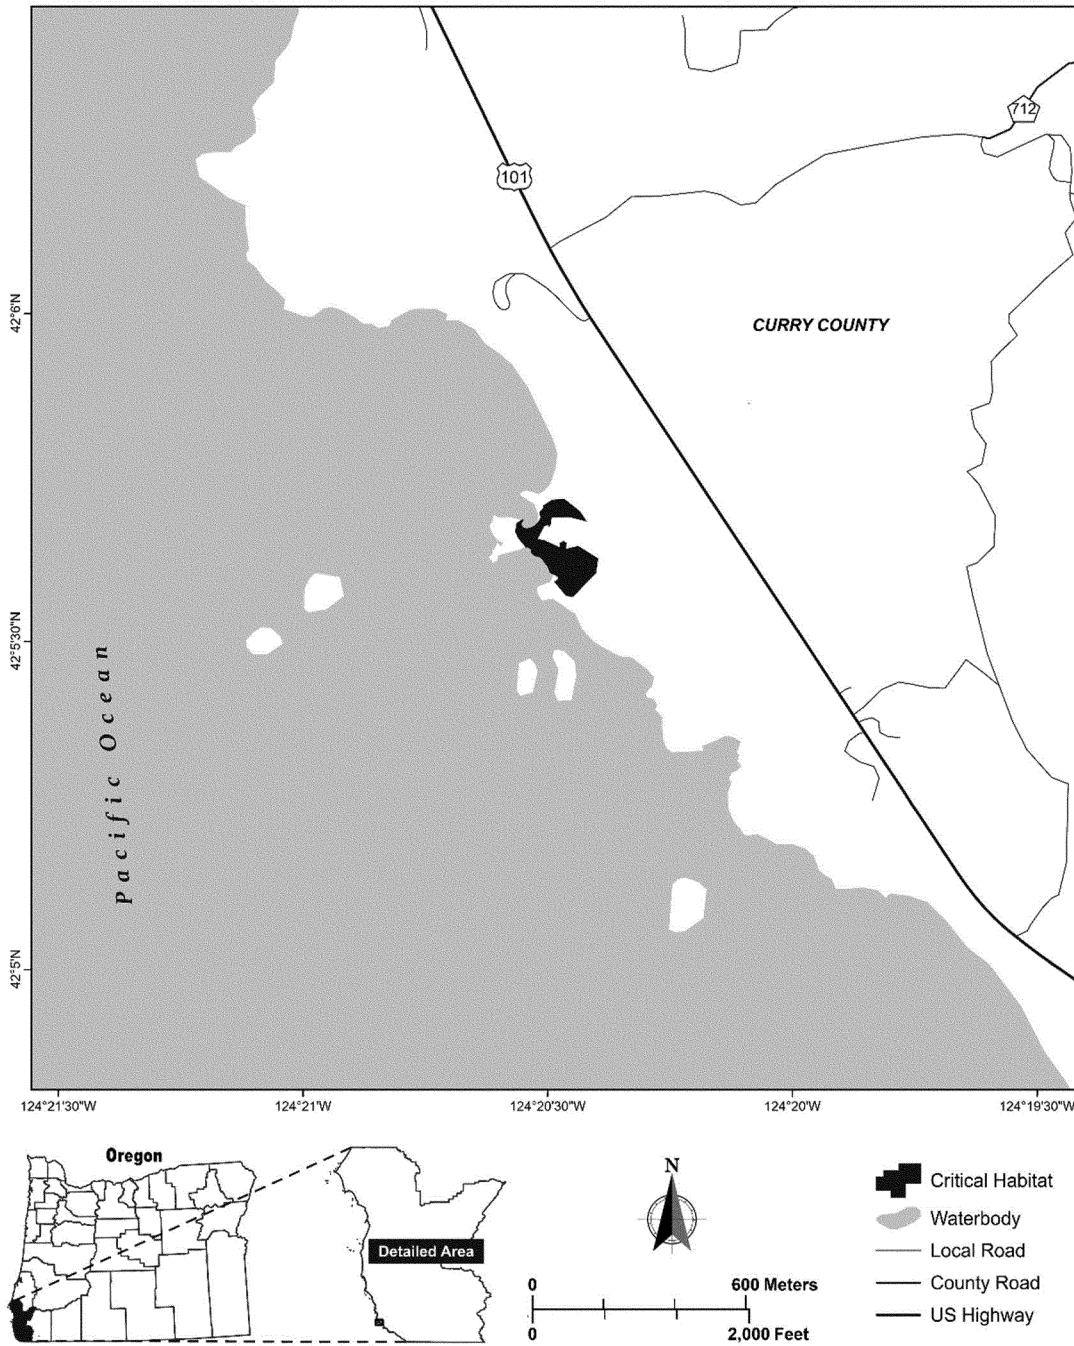 712
101
CURRY COUNTY
42°6'N
42°5'30"N
42°5'N
Pacific Ocean
124°21'30"W
124°21'W
124°20'30"W
124°20'W
124°19'30"W
Oregon
Detailed Area
N
0
600 Meters
0
2,000 Feet
Critical Habitat
Waterbody
Local Road
County Road
US Highway